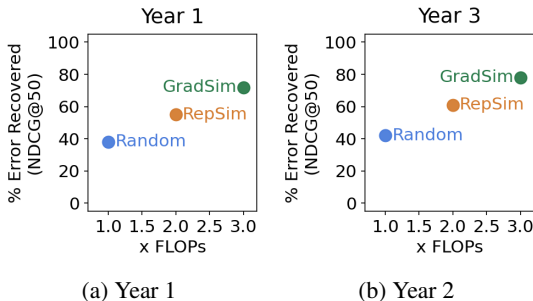 Year 1
% Error Recovered
(NDCG@50)
100
80
60
40
20
0
GradSim
RepSim
Random
1.0 1.5 2.0 2.5 3.0
x FLOPs
(a) Year 1
Year 3
% Error Recovered
(NDCG@50)
100
80
60
40
20
0
GradSim
RepSim
Random
1.0 1.5 2.0 2.5 3.0
x FLOPs
(b) Year 2